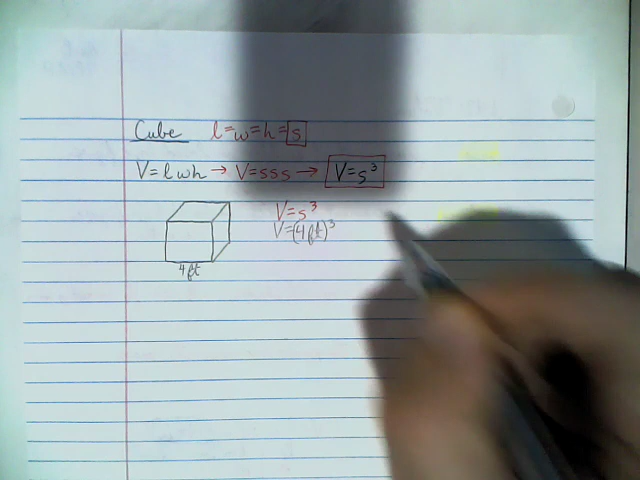 Cube l=w=h=s
V=lwh → V=sss → V=s³
V=s³
V=(4ft)³
4ft